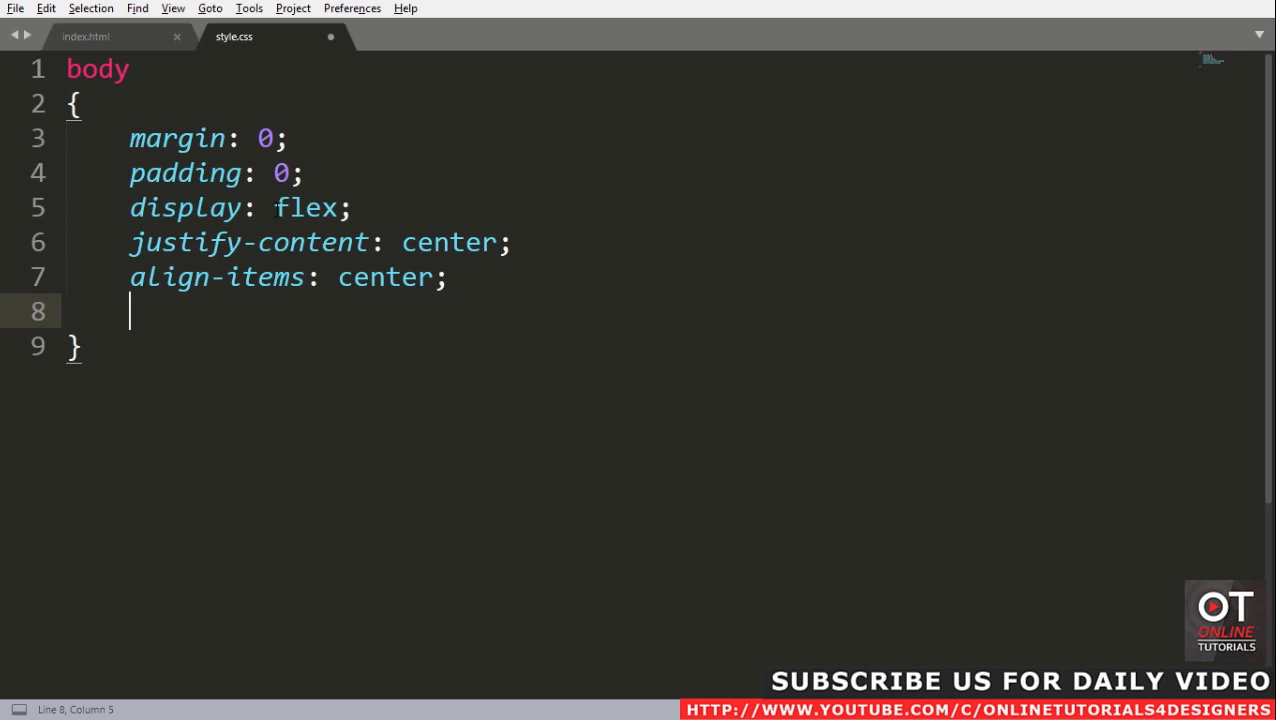 File Edit Selection Find View Goto Tools Project Preferences Help
index.html style.css
1 body
2 {
3 margin: 0;
4 padding: 0;
5 display: flex;
6 justify-content: center;
7 align-items: center;
8
9 }
OT
ONLINE
TUTORIALS
SUBSCRIBE US FOR DAILY VIDEO
Line 8, Column 5 HTTP://WWW.YOUTUBE.COM/C/ONLINETUTORIALS4DESIGNERS